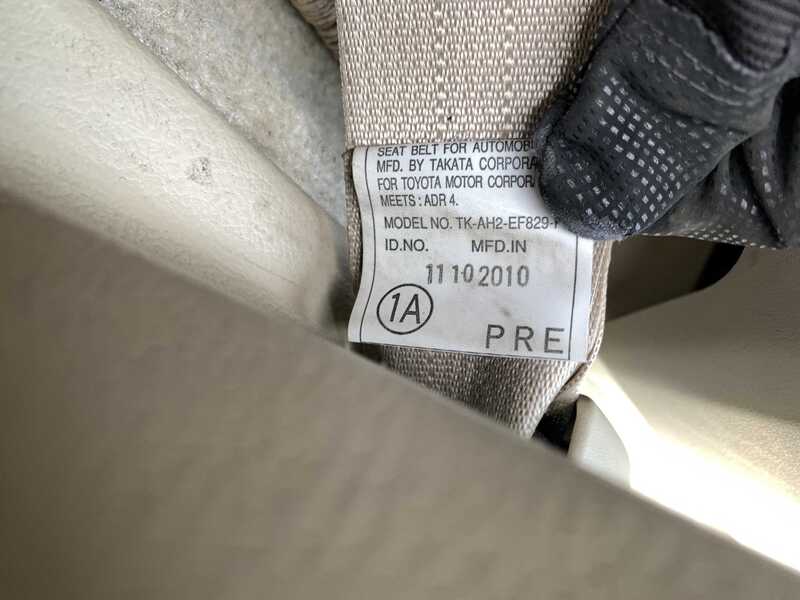 SEAT BELT FOR AUTOMOBI
MFD. BY TAKATA CORPORA
FOR TOYOTA MOTOR CORPOR
MEETS : ADR 4.
MODEL NO. TK-AH2-EF829-
ID.NO. MFD.IN
11 10 2010
1A
PRE